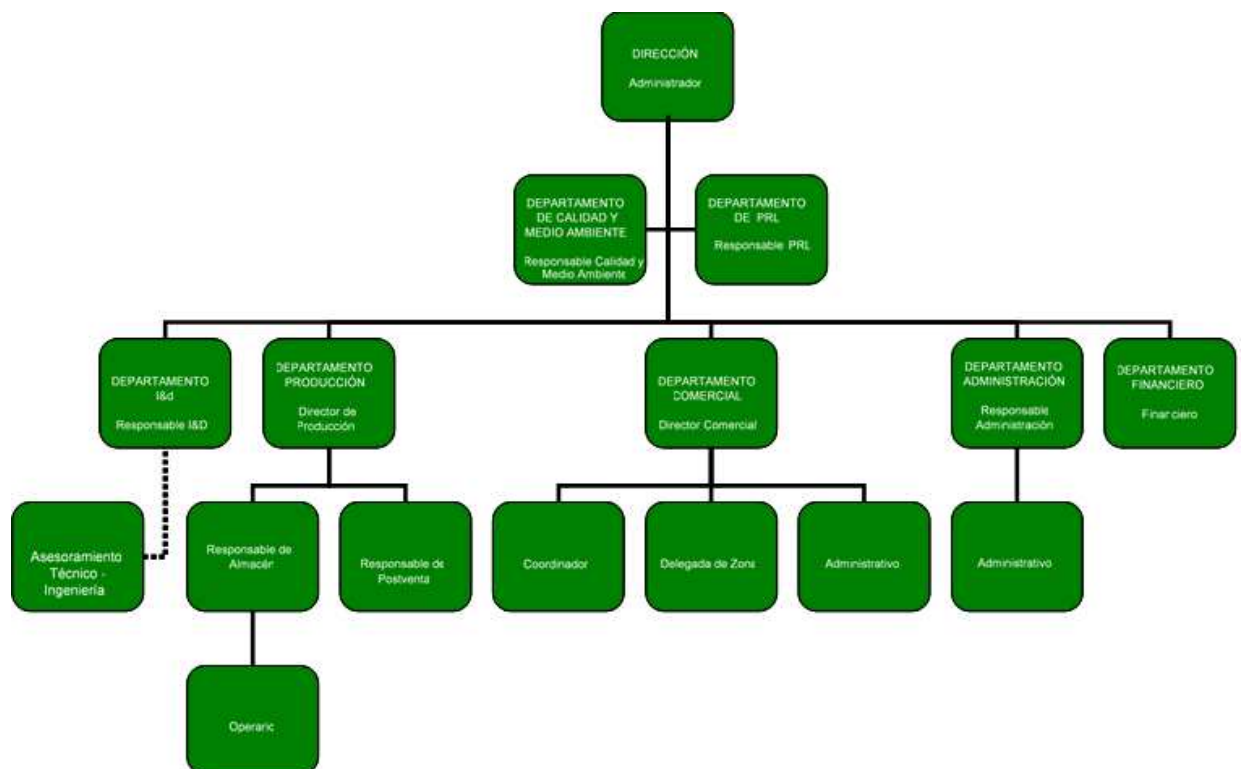 DIRECCIÓN
Administrador
DEPARTAMENTO
DE CALIDAD Y
MEDIO AMBIENTE
Responsable Calidad y
Medio Ambiente
DEPARTAMENTO
DE PRL
Responsable PRL
DEPARTAMENTO
I&d
Responsable I&D
DEPARTAMENTO
PRODUCCIÓN
Director de
Producción
DEPARTAMENTO
COMERCIAL
Director Comercial
DEPARTAMENTO
ADMINISTRACIÓN
Responsable
Administración
DEPARTAMENTO
FINANCIERO
Financiero
Asesoramiento
Técnico -
Ingeniería
Responsable de
Almacén
Responsable de
Postventa
Coordinador
Delegada de Zona
Administrativo
Administrativo
Operario